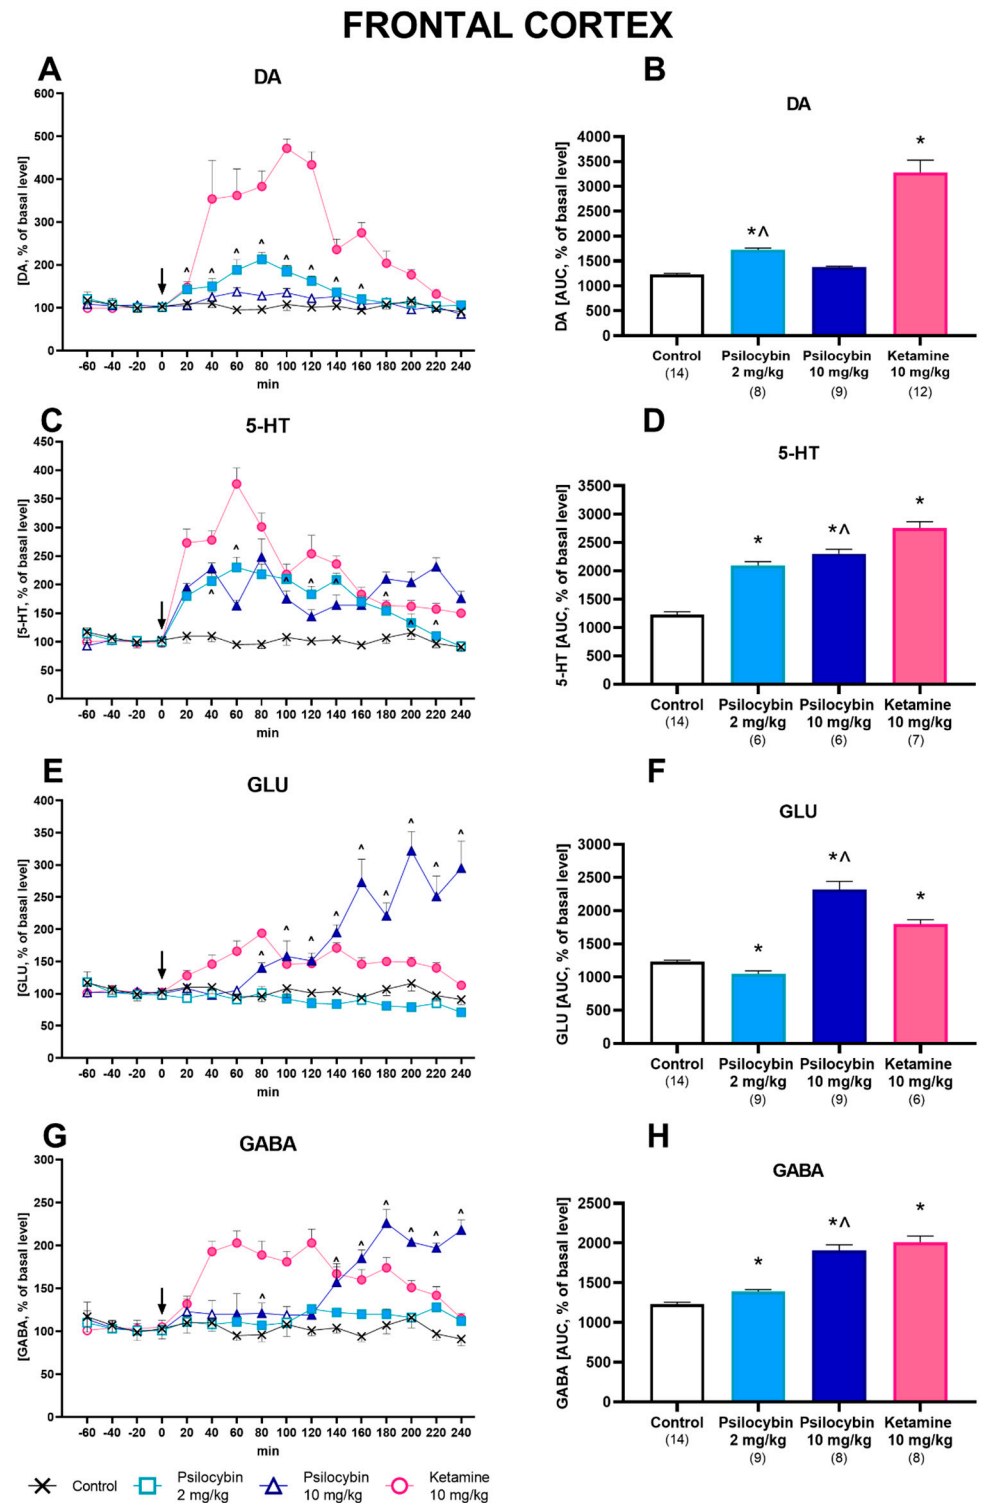 FRONTAL CORTEX
A
DA
[DA, % of basal level]
600
500
400
300
200
100
0
^ ^ ^ ^ ^ ^ ^ ^
-60 -40 -20 0 20 40 60 80 100 120 140 160 180 200 220 240
min
B
DA
DA [AUC, % of basal level]
4000
3500
3000
2500
2000
1500
1000
500
0
*^ *
Control Psilocybin Psilocybin Ketamine
2 mg/kg 10 mg/kg 10 mg/kg
(14) (8) (9) (12)
C
5-HT
[5-HT, % of basal level]
450
400
350
300
250
200
150
100
50
0
^ ^ ^ ^ ^ ^ ^ ^
-60 -40 -20 0 20 40 60 80 100 120 140 160 180 200 220 240
min
D
5-HT
5-HT [AUC, % of basal level]
3500
3000
2500
2000
1500
1000
500
0
* *^ *
Control Psilocybin Psilocybin Ketamine
2 mg/kg 10 mg/kg 10 mg/kg
(14) (6) (6) (7)
E
GLU
[GLU, % of basal level]
400
350
300
250
200
150
100
50
0
^ ^ ^ ^ ^ ^ ^ ^ ^
-60 -40 -20 0 20 40 60 80 100 120 140 160 180 200 220 240
min
F
GLU
GLU [AUC, % of basal level]
3000
2500
2000
1500
1000
500
0
* *^ *
Control Psilocybin Psilocybin Ketamine
2 mg/kg 10 mg/kg 10 mg/kg
(14) (9) (9) (6)
G
GABA
[GABA, % of basal level]
300
250
200
150
100
50
0
^ ^ ^ ^ ^ ^ ^
-60 -40 -20 0 20 40 60 80 100 120 140 160 180 200 220 240
min
H
GABA
GABA [AUC, % of basal level]
2500
2000
1500
1000
500
0
* *^ *
Control Psilocybin Psilocybin Ketamine
2 mg/kg 10 mg/kg 10 mg/kg
(14) (9) (8) (8)
Control
Psilocybin
2 mg/kg
Psilocybin
10 mg/kg
Ketamine
10 mg/kg